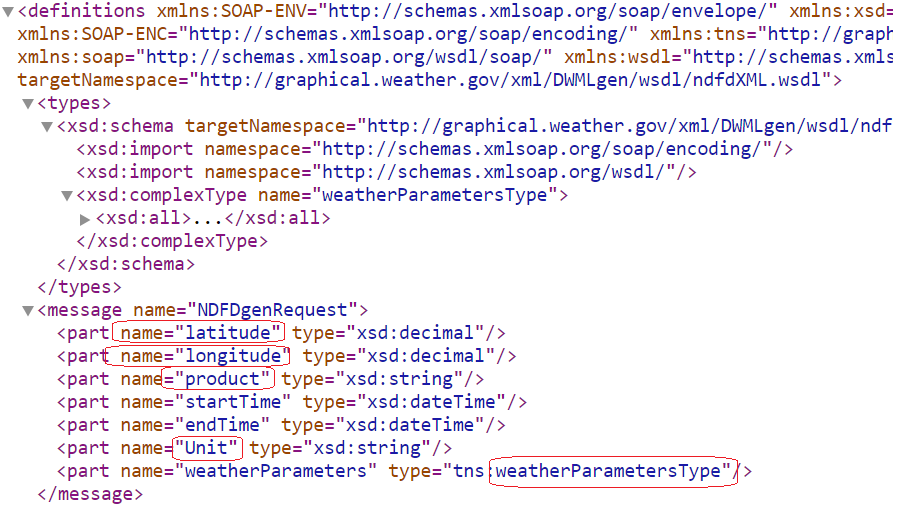 <definitions xmlns:SOAP-ENV="http://schemas.xmlsoap.org/soap/envelope/" xmlns:xsd=
xmlns:SOAP-ENC="http://schemas.xmlsoap.org/soap/encoding/" xmlns:tns="http://grap
xmlns:soap="http://schemas.xmlsoap.org/wsdl/soap/" xmlns:wsdl="http://schemas.xmls
targetNamespace="http://graphical.weather.gov/xml/DWMLgen/wsdl/ndfdXML.wsdl">
<types>
<xsd:schema targetNamespace="http://graphical.weather.gov/xml/DWMLgen/wsdl/ndf
<xsd:import namespace="http://schemas.xmlsoap.org/soap/encoding/"/>
<xsd:import namespace="http://schemas.xmlsoap.org/wsdl/"/>
<xsd:complexType name="weatherParametersType">
<xsd:all>...</xsd:all>
</xsd:complexType>
</xsd:schema>
</types>
<message name="NDFDgenRequest">
<part name="latitude" type="xsd:decimal"/>
<part name="longitude" type="xsd:decimal"/>
<part name="product" type="xsd:string"/>
<part name="startTime" type="xsd:dateTime"/>
<part name="endTime" type="xsd:dateTime"/>
<part name="Unit" type="xsd:string"/>
<part name="weatherParameters" type="tns:weatherParametersType"/>
</message>